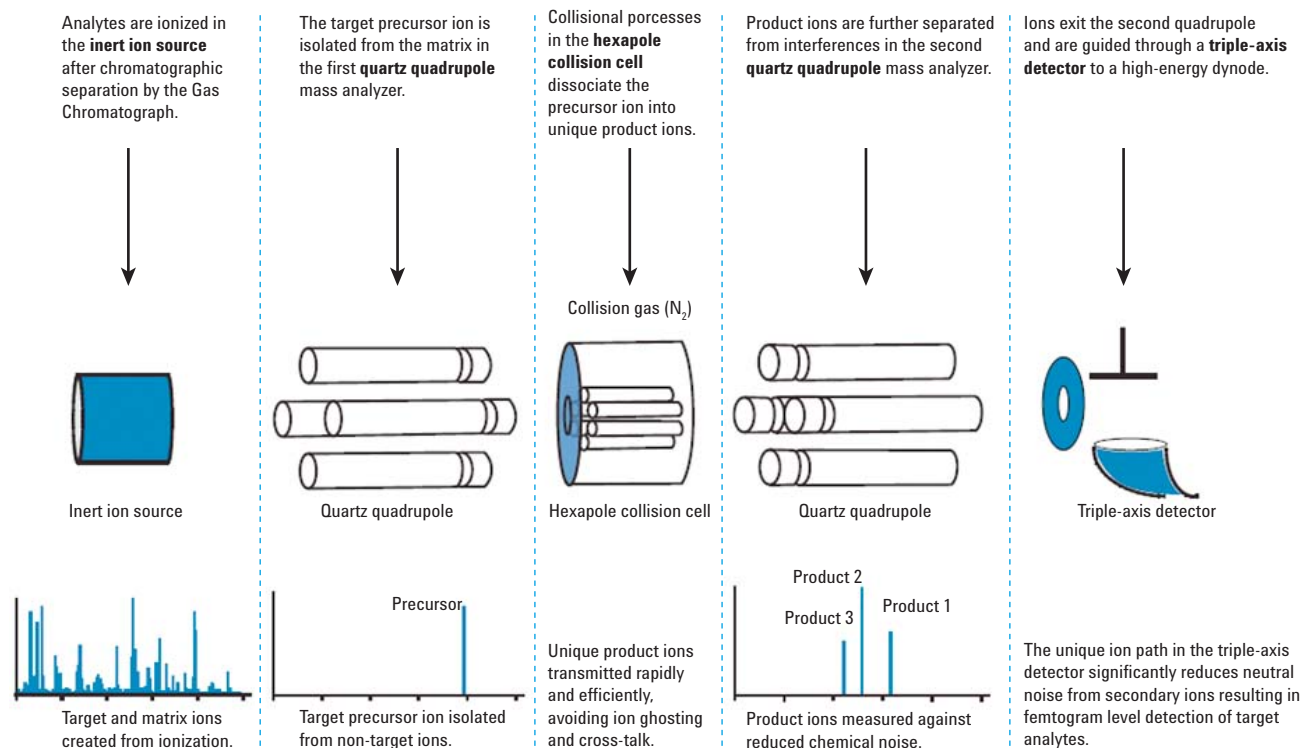 Analytes are ionized in
the inert ion source
after chromatographic
separation by the Gas
Chromatograph.
The target precursor ion is
isolated from the matrix in
the first quartz quadrupole
mass analyzer.
Collisional porcesses
in the hexapole
collision cell
dissociate the
precursor ion into
unique product ions.
Product ions are further separated
from interferences in the second
quartz quadrupole mass analyzer.
Ions exit the second quadrupole
and are guided through a triple-axis
detector to a high-energy dynode.
Collision gas (N2)
Inert ion source
Quartz quadrupole
Hexapole collision cell
Quartz quadrupole
Triple-axis detector
Precursor
Product 2
Product 3
Product 1
Target and matrix ions
created from ionization.
Target precursor ion isolated
from non-target ions.
Unique product ions
transmitted rapidly
and efficiently,
avoiding ion ghosting
and cross-talk.
Product ions measured against
reduced chemical noise.
The unique ion path in the triple-axis
detector significantly reduces neutral
noise from secondary ions resulting in
femtogram level detection of target
analytes.